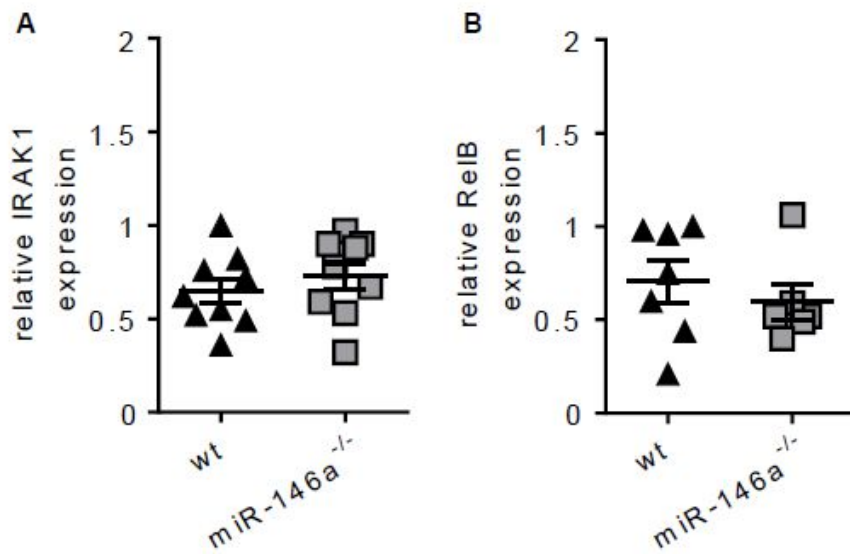 A
relative IRAK1
expression
2
1.5
1
0.5
0
wt
miR-146a-/-
B
relative RelB
expression
2
1.5
1
0.5
0
wt
miR-146a-/-